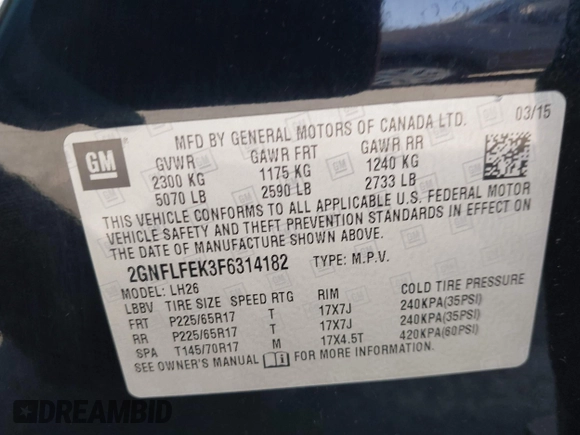 MFD BY GENERAL MOTORS OF CANADA LTD. 03/15
GM
GVWR GAWR FRT GAWR RR
2300 KG 1175 KG 1240 KG
5070 LB 2590 LB 2733 LB
THIS VEHICLE CONFORMS TO ALL APPLICABLE U.S. FEDERAL MOTOR
VEHICLE SAFETY AND THEFT PREVENTION STANDARDS IN EFFECT ON
THE DATE OF MANUFACTURE SHOWN ABOVE.
2GNFLFEK3F6314182 TYPE: M.P.V.
MODEL: LH26
LBBV TIRE SIZE SPEED RTG RIM COLD TIRE PRESSURE
FRT P225/65R17 T 17X7J 240KPA(35PSI)
RR P225/65R17 T 17X7J 240KPA(35PSI)
SPA T145/70R17 M 17X4.5T 420KPA(60PSI)
SEE OWNER'S MANUAL FOR MORE INFORMATION.
DREAMBID